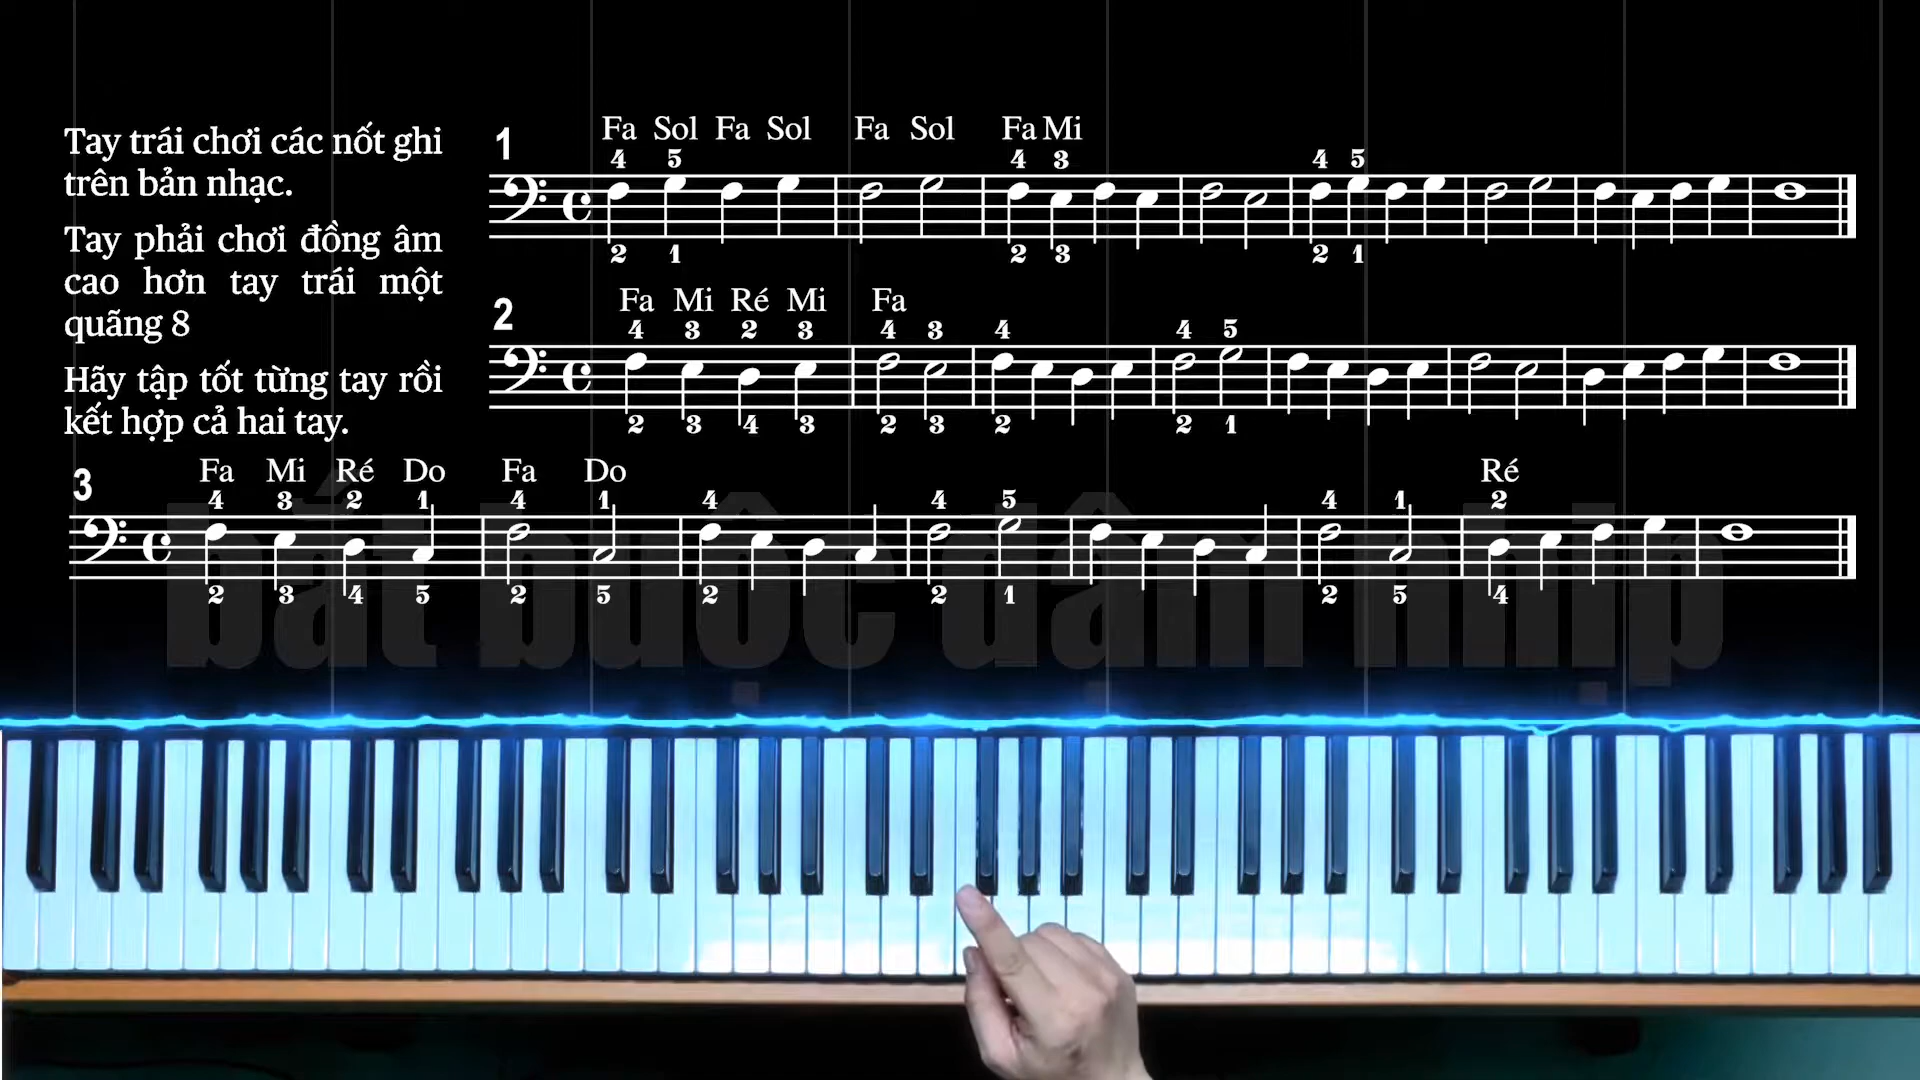 Tay trái chơi các nốt ghi
trên bản nhạc.
Tay phải chơi đồng âm
cao hơn tay trái một
quãng 8
Hãy tập tốt từng tay rồi
kết hợp cả hai tay.
1
Fa Sol Fa Sol Fa Sol Fa Mi
4 5 4 3 4 5
2 1 2 3 2 1
2
Fa Mi Ré Mi Fa
4 3 2 3 4 3 4 4 5
2 3 4 3 2 3 2 2 1
3
Fa Mi Ré Do Fa Do Ré
4 3 2 1 4 1 4 4 5 4 1 2
2 3 4 5 2 5 2 2 1 2 5 4
bắt buộc đậm nhịp